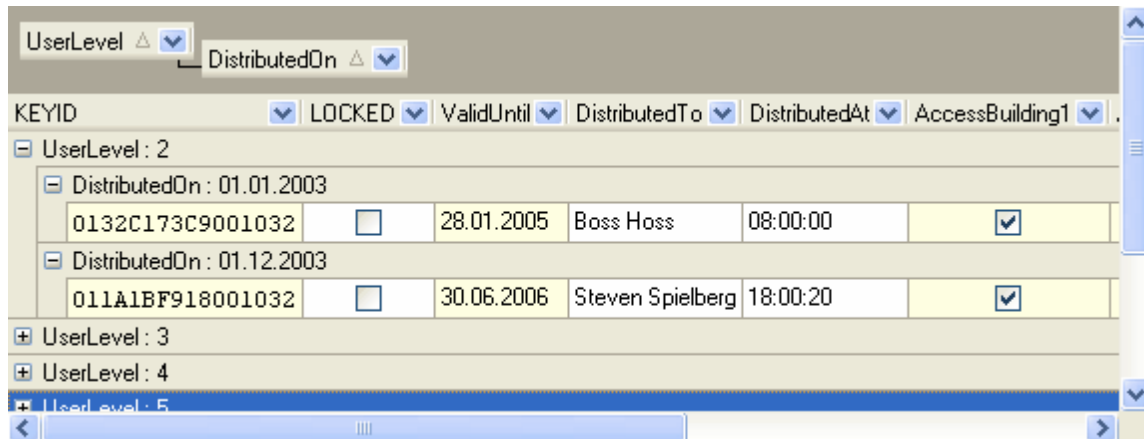 UserLevel
DistributedOn
KEYID LOCKED ValidUntil DistributedTo DistributedAt AccessBuilding1
UserLevel : 2
DistributedOn : 01.01.2003
0132C173C9001032 28.01.2005 Boss Hoss 08:00:00
DistributedOn : 01.12.2003
011A1BF918001032 30.06.2006 Steven Spielberg 18:00:20
UserLevel : 3
UserLevel : 4
UserLevel : 5